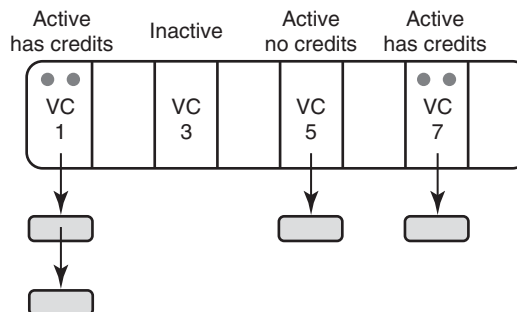 Active
has credits
Inactive
Active
no credits
Active
has credits
VC
1
VC
3
VC
5
VC
7